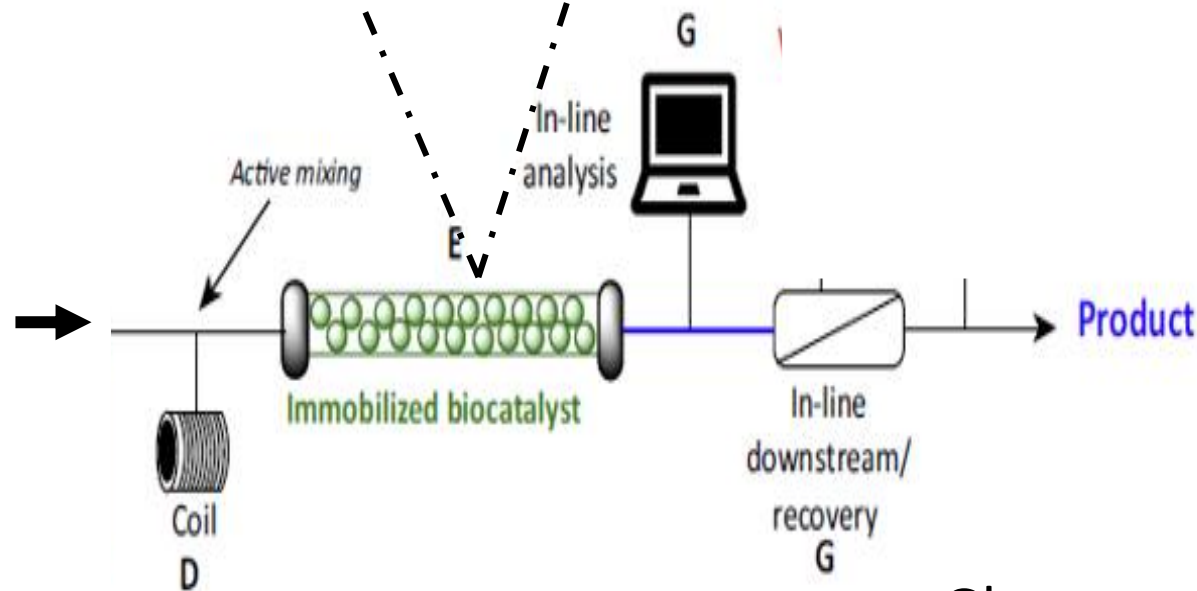 G
In-line
analysis
Active mixing
E
Immobilized biocatalyst
Product
Coil
D
In-line
downstream/
recovery
G